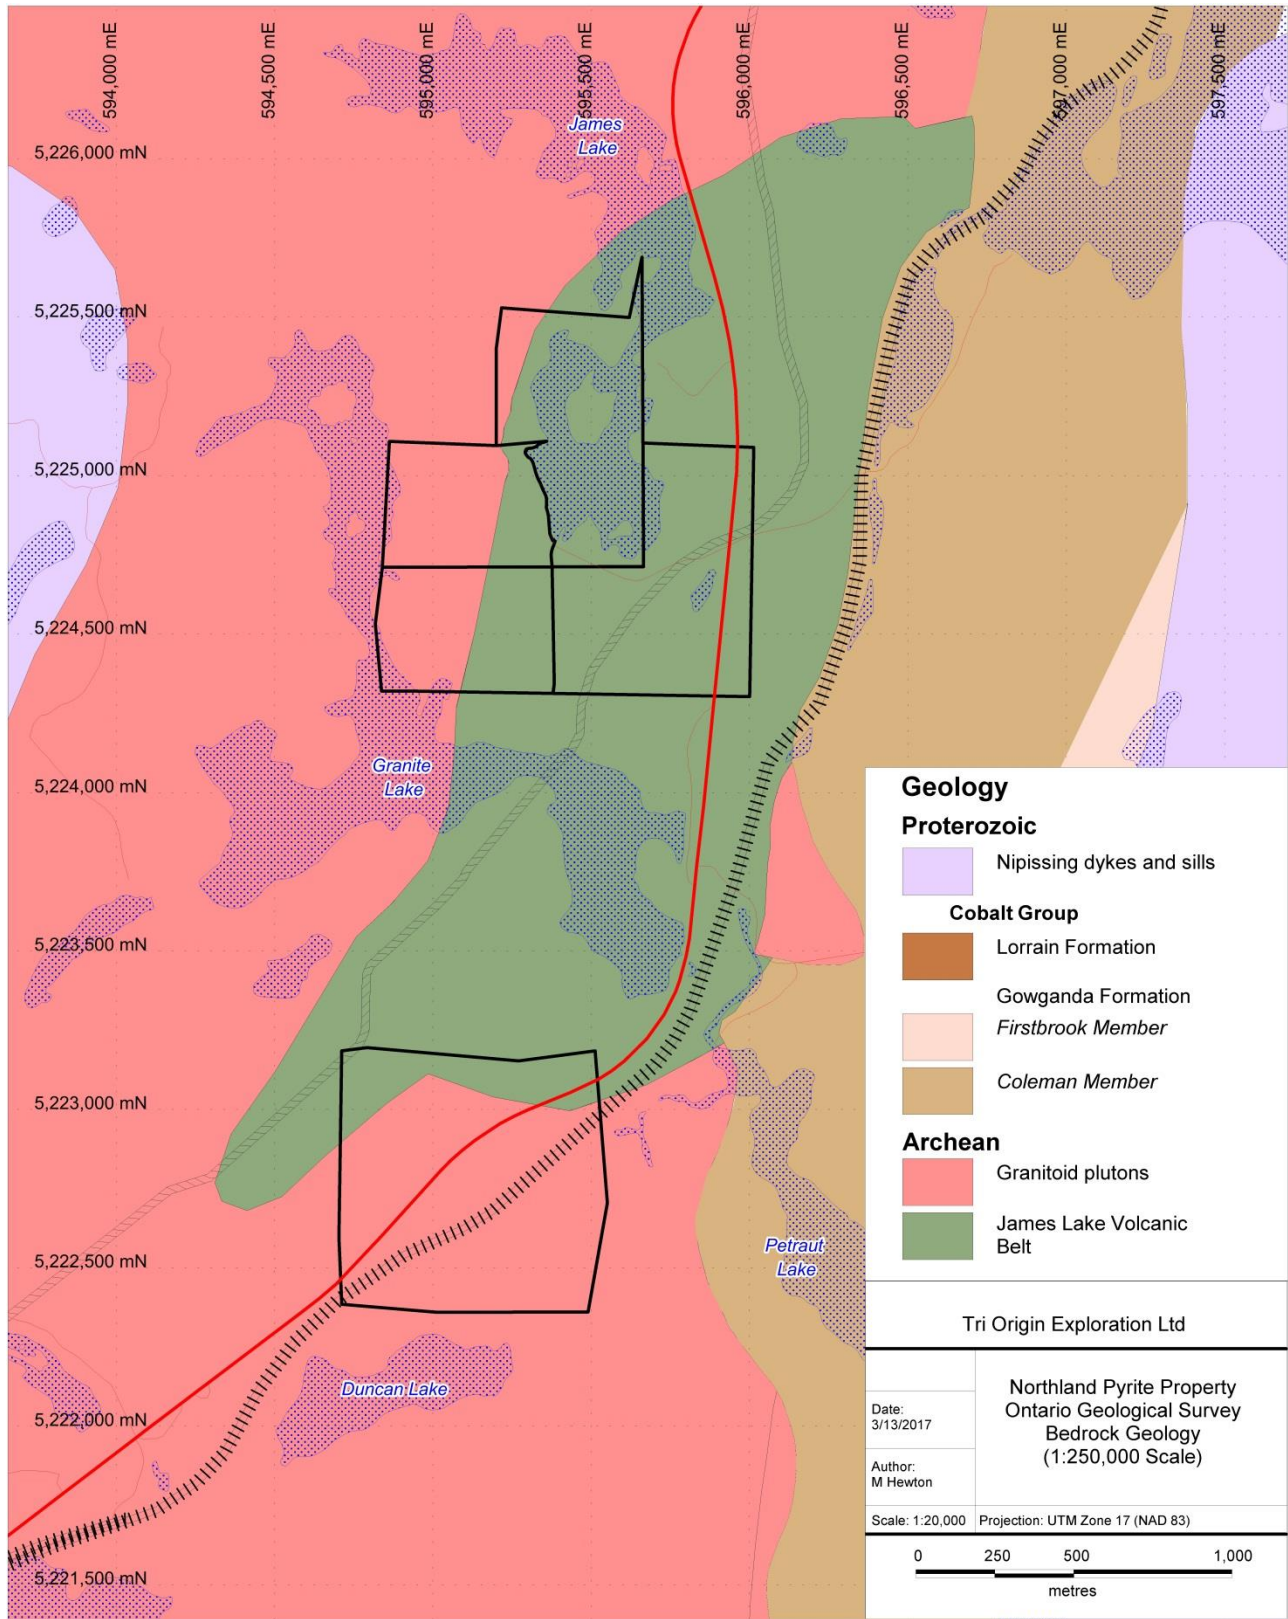 594,000 mE
594,500 mE
595,000 mE
595,500 mE
596,000 mE
596,500 mE
597,000 mE
597,500 mE
James
Lake
5,226,000 mN
5,225,500 mN
5,225,000 mN
5,224,500 mN
Granite
Lake
5,224,000 mN
5,223,500 mN
5,223,000 mN
5,222,500 mN
Petraut
Lake
Duncan Lake
5,222,000 mN
5,221,500 mN
Geology
Proterozoic
Nipissing dykes and sills
Cobalt Group
Lorrain Formation
Gowganda Formation
Firstbrook Member
Coleman Member
Archean
Granitoid plutons
James Lake Volcanic
Belt
Tri Origin Exploration Ltd
Date:
3/13/2017
Author:
M Hewton
Northland Pyrite Property
Ontario Geological Survey
Bedrock Geology
(1:250,000 Scale)
Scale: 1:20,000 Projection: UTM Zone 17 (NAD 83)
0 250 500 1,000
metres